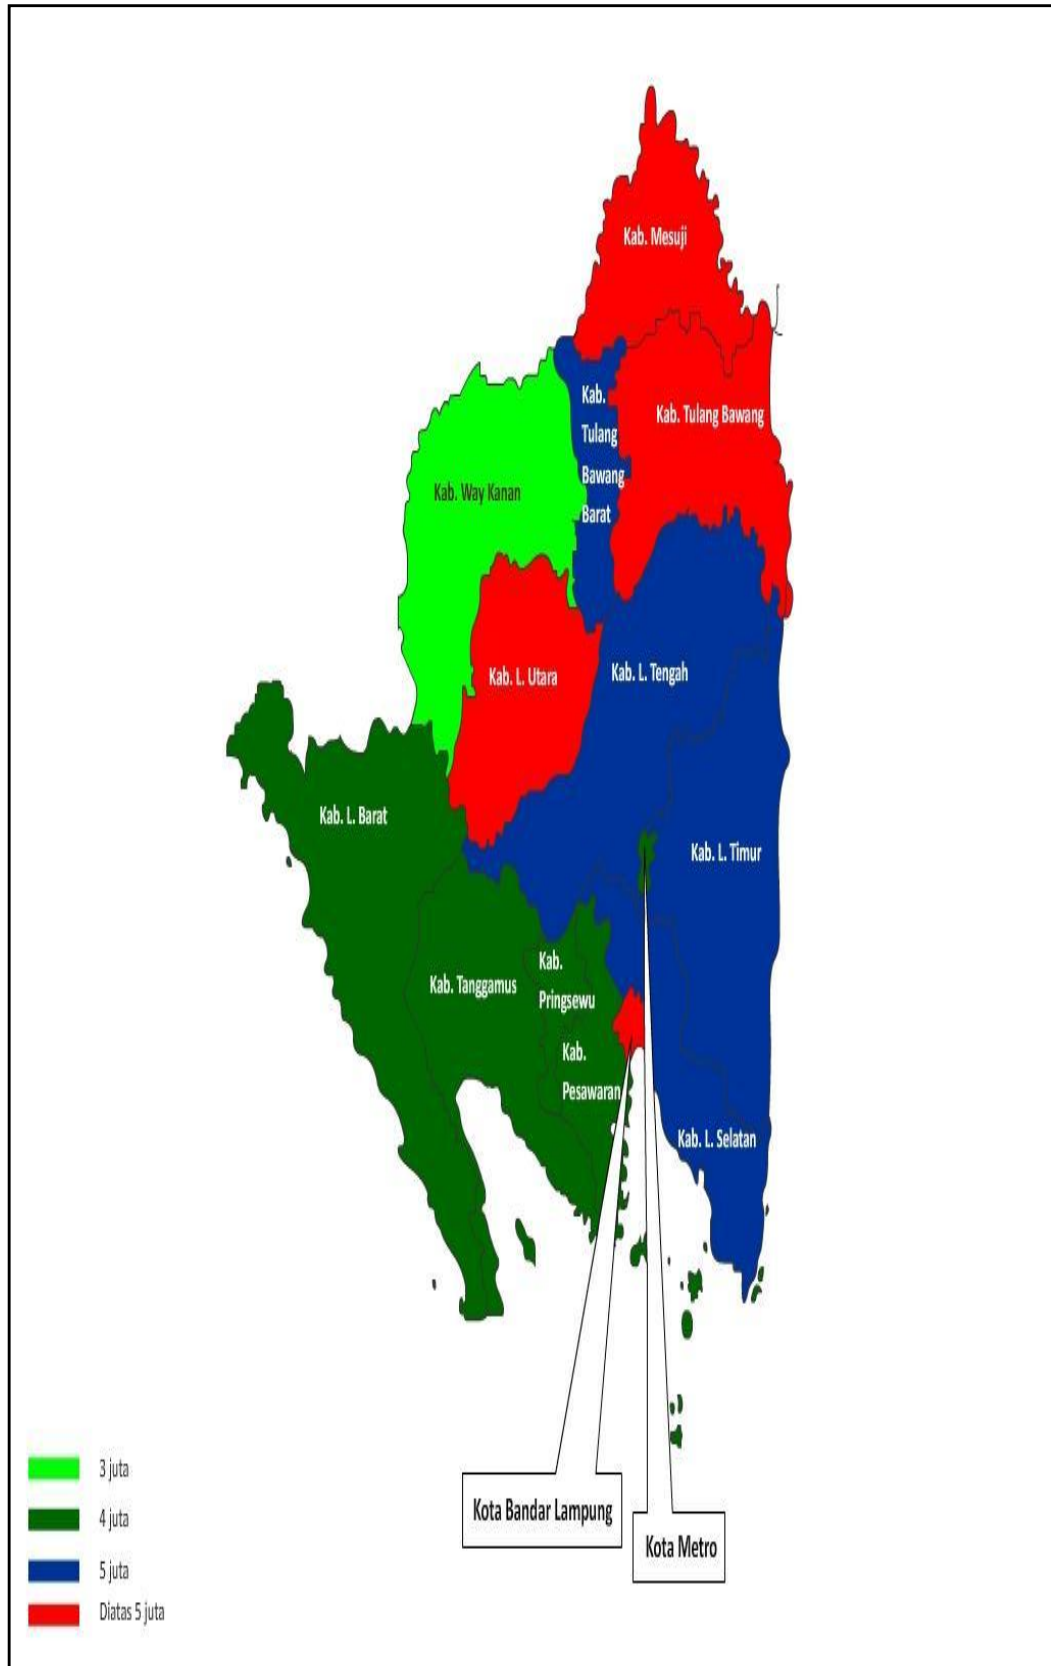 Kab. Mesuji
Kab.
Tulang
Bawang
Barat
Kab. Tulang Bawang
Kab. Way Kanan
Kab. L. Utara
Kab. L. Tengah
Kab. L. Barat
Kab. L. Timur
Kab. Tanggamus
Kab.
Pringsewu
Kab.
Pesawaran
Kab. L. Selatan
3 juta
4 juta
5 juta
Diatas 5 juta
Kota Bandar Lampung
Kota Metro